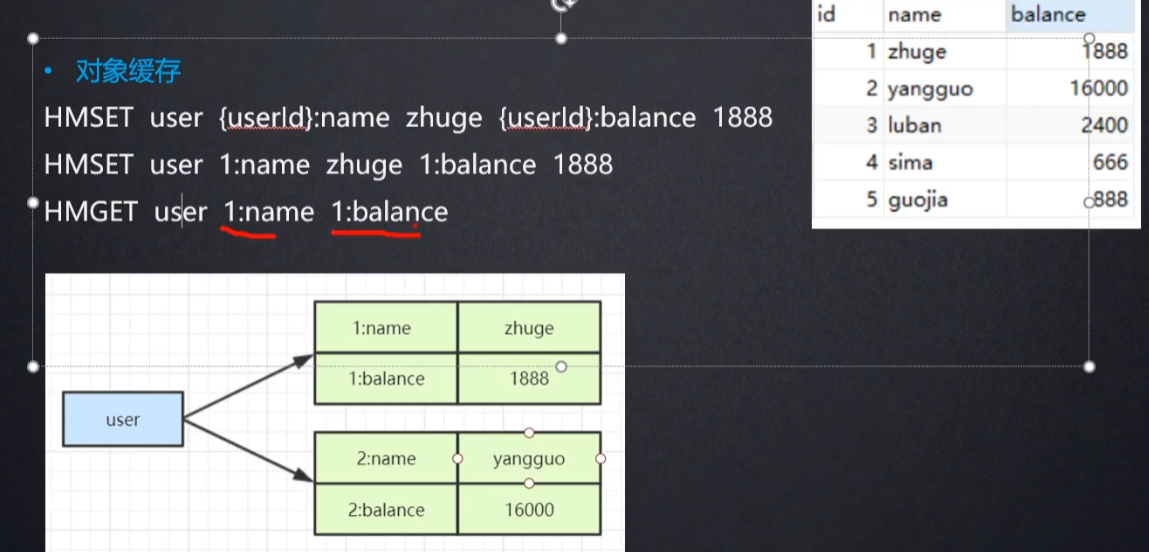 • 对象缓存
HMSET user {userId}:name zhuge {userId}:balance 1888
HMSET user 1:name zhuge 1:balance 1888
HMGET user 1:name 1:balance
id name balance
1 zhuge 1888
2 yangguo 16000
3 luban 2400
4 sima 666
5 guojia 888
user
1:name zhuge
1:balance 1888
2:name yangguo
2:balance 16000